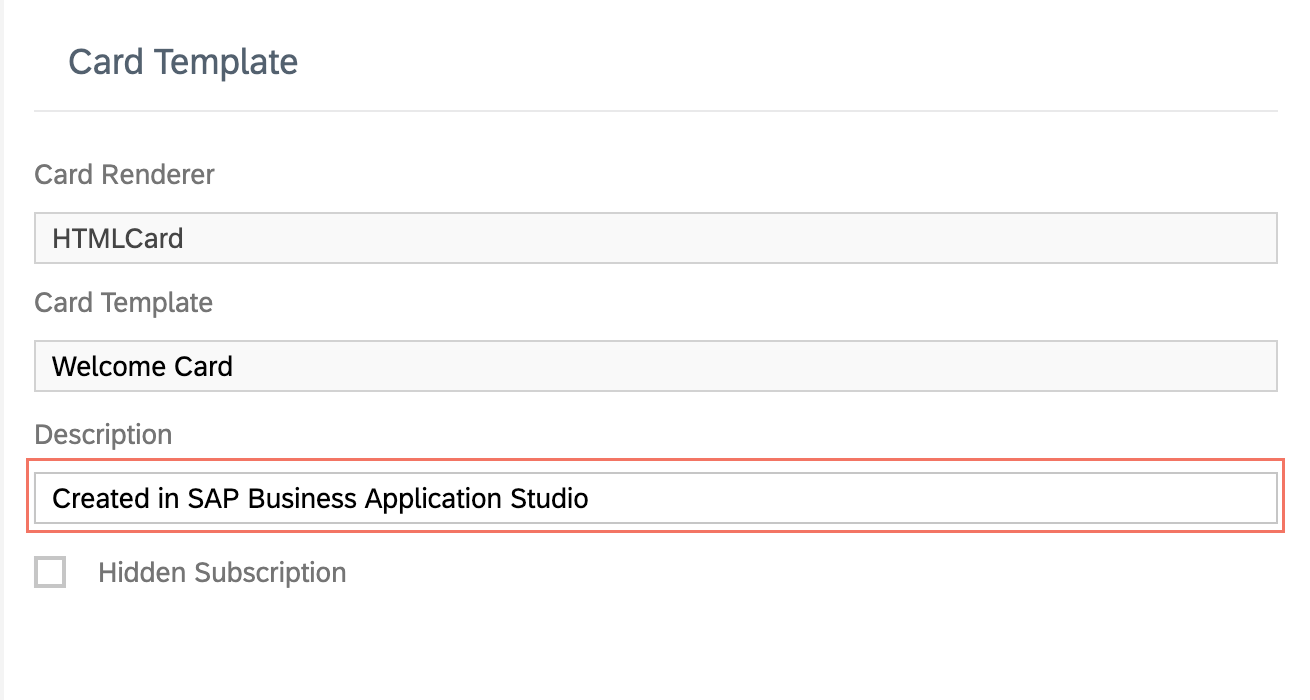 Card Template
Card Renderer
HTMLCard
Card Template
Welcome Card
Description
Created in SAP Business Application Studio
Hidden Subscription